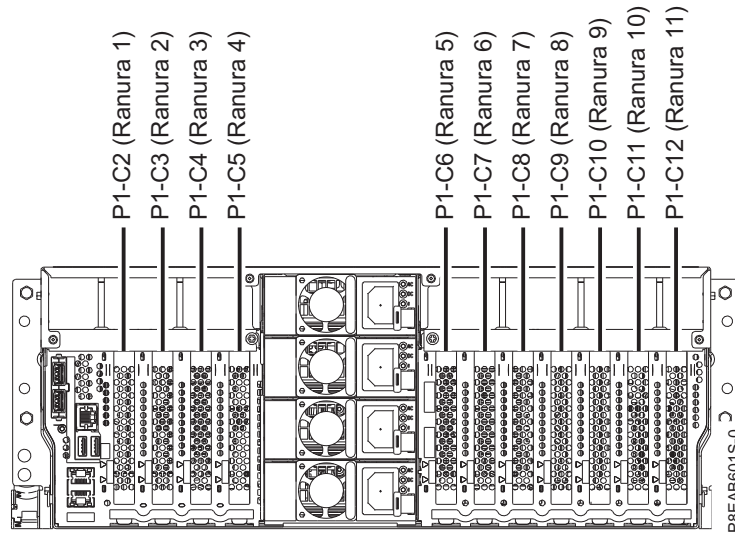 P1-C2 (Ranura 1)
P1-C3 (Ranura 2)
P1-C4 (Ranura 3)
P1-C5 (Ranura 4)
P1-C6 (Ranura 5)
P1-C7 (Ranura 6)
P1-C8 (Ranura 7)
P1-C9 (Ranura 8)
P1-C10 (Ranura 9)
P1-C11 (Ranura 10)
P1-C12 (Ranura 11)
P8EAB601S-0